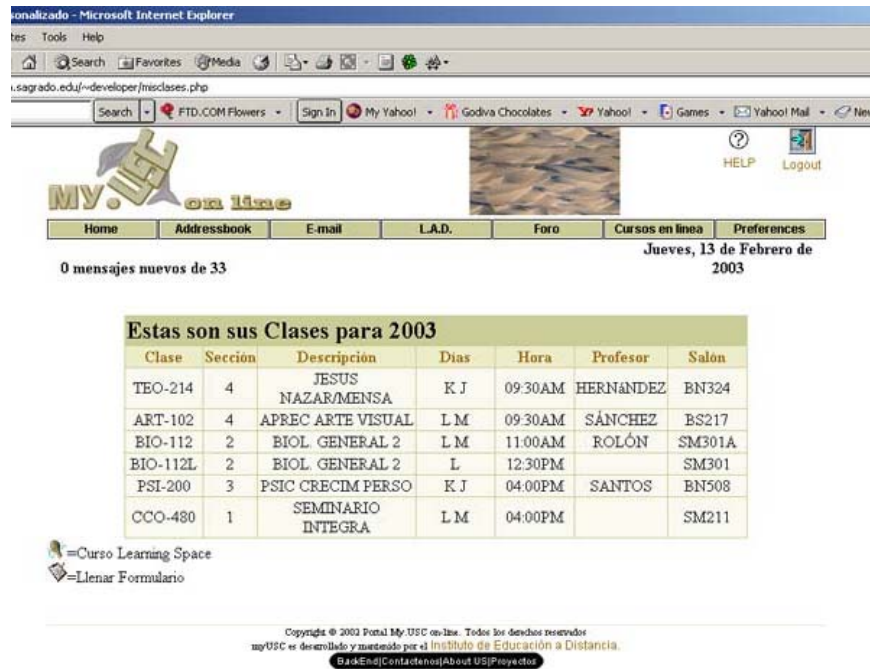 sonalizado - Microsoft Internet Explorer
tes Tools Help
Search Favorites Media
.sagrado.edu/~developer/misclases.php
Search FTD.COM Flowers Sign In My Yahoo! Godiva Chocolates Yahoo! Games Yahoo! Mail
HELP Logout
MY.USC on line
Home Addressbook E-mail L.A.D. Foro Cursos en linea Preferences
0 mensajes nuevos de 33
Jueves, 13 de Febrero de
2003
Estas son sus Clases para 2003
Clase Sección Descripción Dias Hora Profesor Salón
TEO-214 4 JESUS NAZAR/MENSA K J 09:30AM HERNáNDEZ BN324
ART-102 4 APREC ARTE VISUAL L M 09:30AM SÁNCHEZ BS217
BIO-112 2 BIOL. GENERAL 2 L M 11:00AM ROLÓN SM301A
BIO-112L 2 BIOL. GENERAL 2 L 12:30PM SM301
PSI-200 3 PSIC CRECIM PERSO K J 04:00PM SANTOS BN508
CCO-480 1 SEMINARIO INTEGRA L M 04:00PM SM211
=Curso Learning Space
=Llenar Formulario
Copyright © 2002 Portal My.USC on-line. Todos los derechos reservados
myUSC es desarrollado y mantenido por el Instituto de Educación a Distancia.
BackEnd|Contactenos|About US|Proyectos